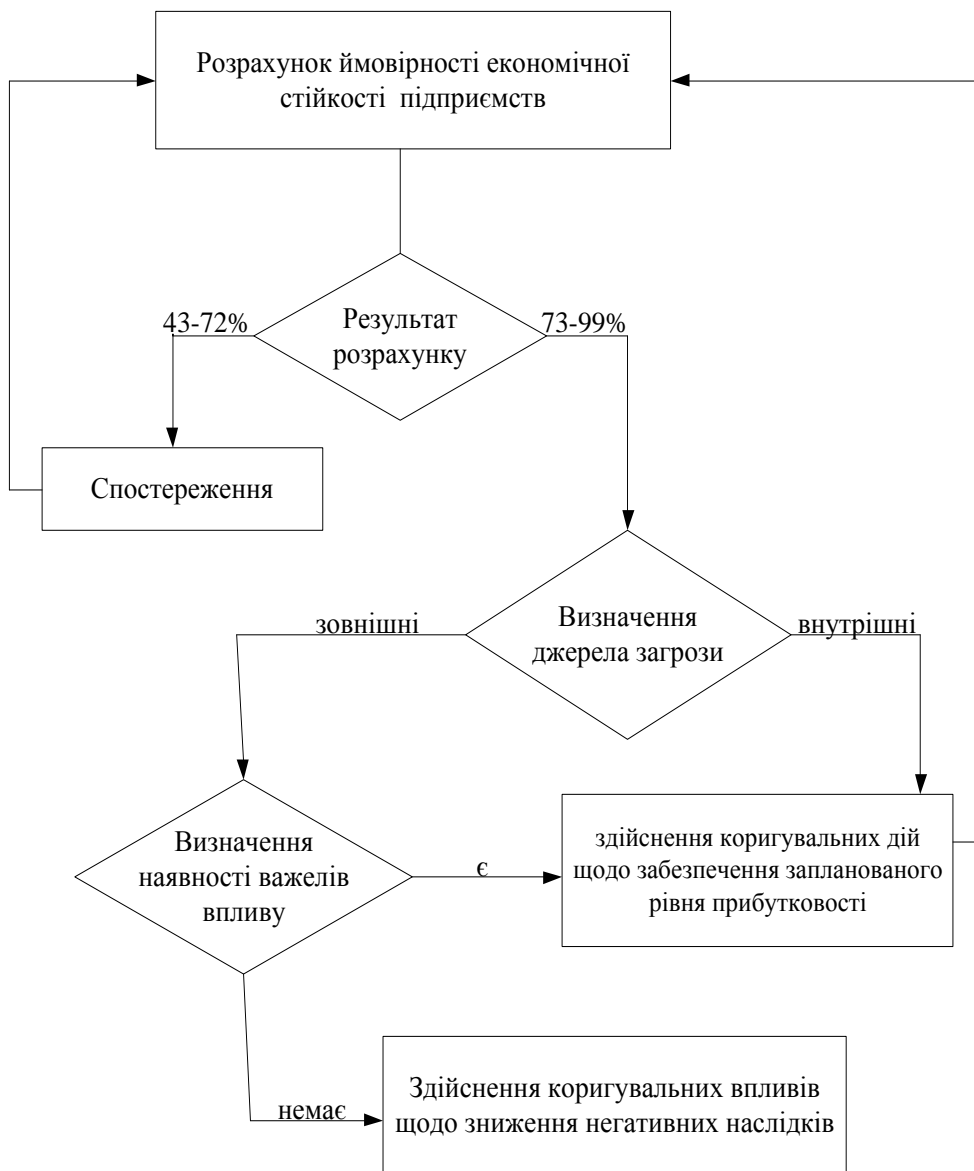 Розрахунок ймовірності економічної
стійкості підприємств
43-72%
Результат
розрахунку
73-99%
Спостереження
зовнішні
Визначення
джерела загрози
внутрішні
Визначення
наявності важелів
впливу
є
здійснення коригувальних дій
щодо забезпечення запланованого
рівня прибутковості
немає
Здійснення коригувальних впливів
щодо зниження негативних наслідків